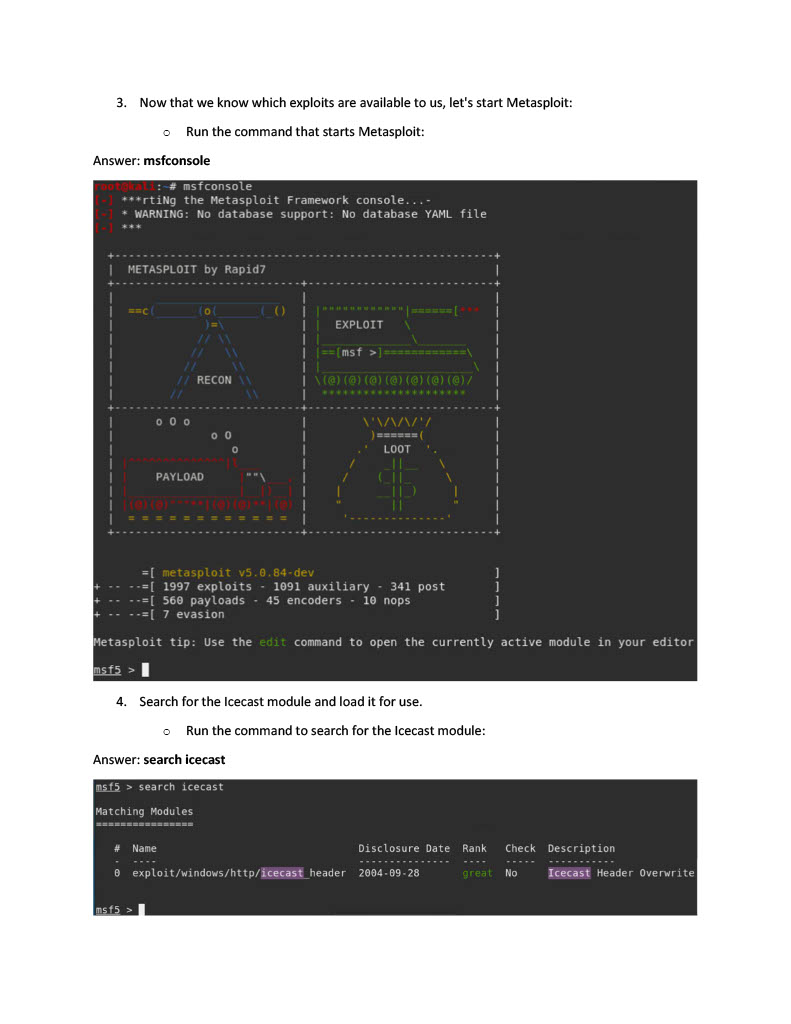 3. Now that we know which exploits are available to us, let's start Metasploit:
o Run the command that starts Metasploit:
Answer: msfconsole
root@kali:~# msfconsole
[-] ***rtiNg the Metasploit Framework console...-
[-] * WARNING: No database support: No database YAML file
[-] ***
METASPLOIT by Rapid7
==c(______(o(______(_()
)=\
// \\
// \\
// \\
// RECON \\
// \\
|""""""""""""|======[***
| EXPLOIT \
|_____________\_______
|==[msf >]============\
|______________________\
\(@)(@)(@)(@)(@)(@)(@)/
*********************
o O o
o O
o
PAYLOAD |""\___
|(@)(@)"""**|(@)(@)**|(@)
= = = = = = = = = = = =
\'\/\/\/'/
)======(
.' LOOT '.
/ _||__ \
/ (_||_ \
| __||_) |
" || "
'--------------'
=[ metasploit v5.0.84-dev ]
+ -- --=[ 1997 exploits - 1091 auxiliary - 341 post ]
+ -- --=[ 560 payloads - 45 encoders - 10 nops ]
+ -- --=[ 7 evasion ]
Metasploit tip: Use the edit command to open the currently active module in your editor
msf5 >
4. Search for the Icecast module and load it for use.
o Run the command to search for the Icecast module:
Answer: search icecast
msf5 > search icecast
Matching Modules
================
# Name Disclosure Date Rank Check Description
- ---- --------------- ---- ----- -----------
0 exploit/windows/http/icecast_header 2004-09-28 great No Icecast Header Overwrite
msf5 >